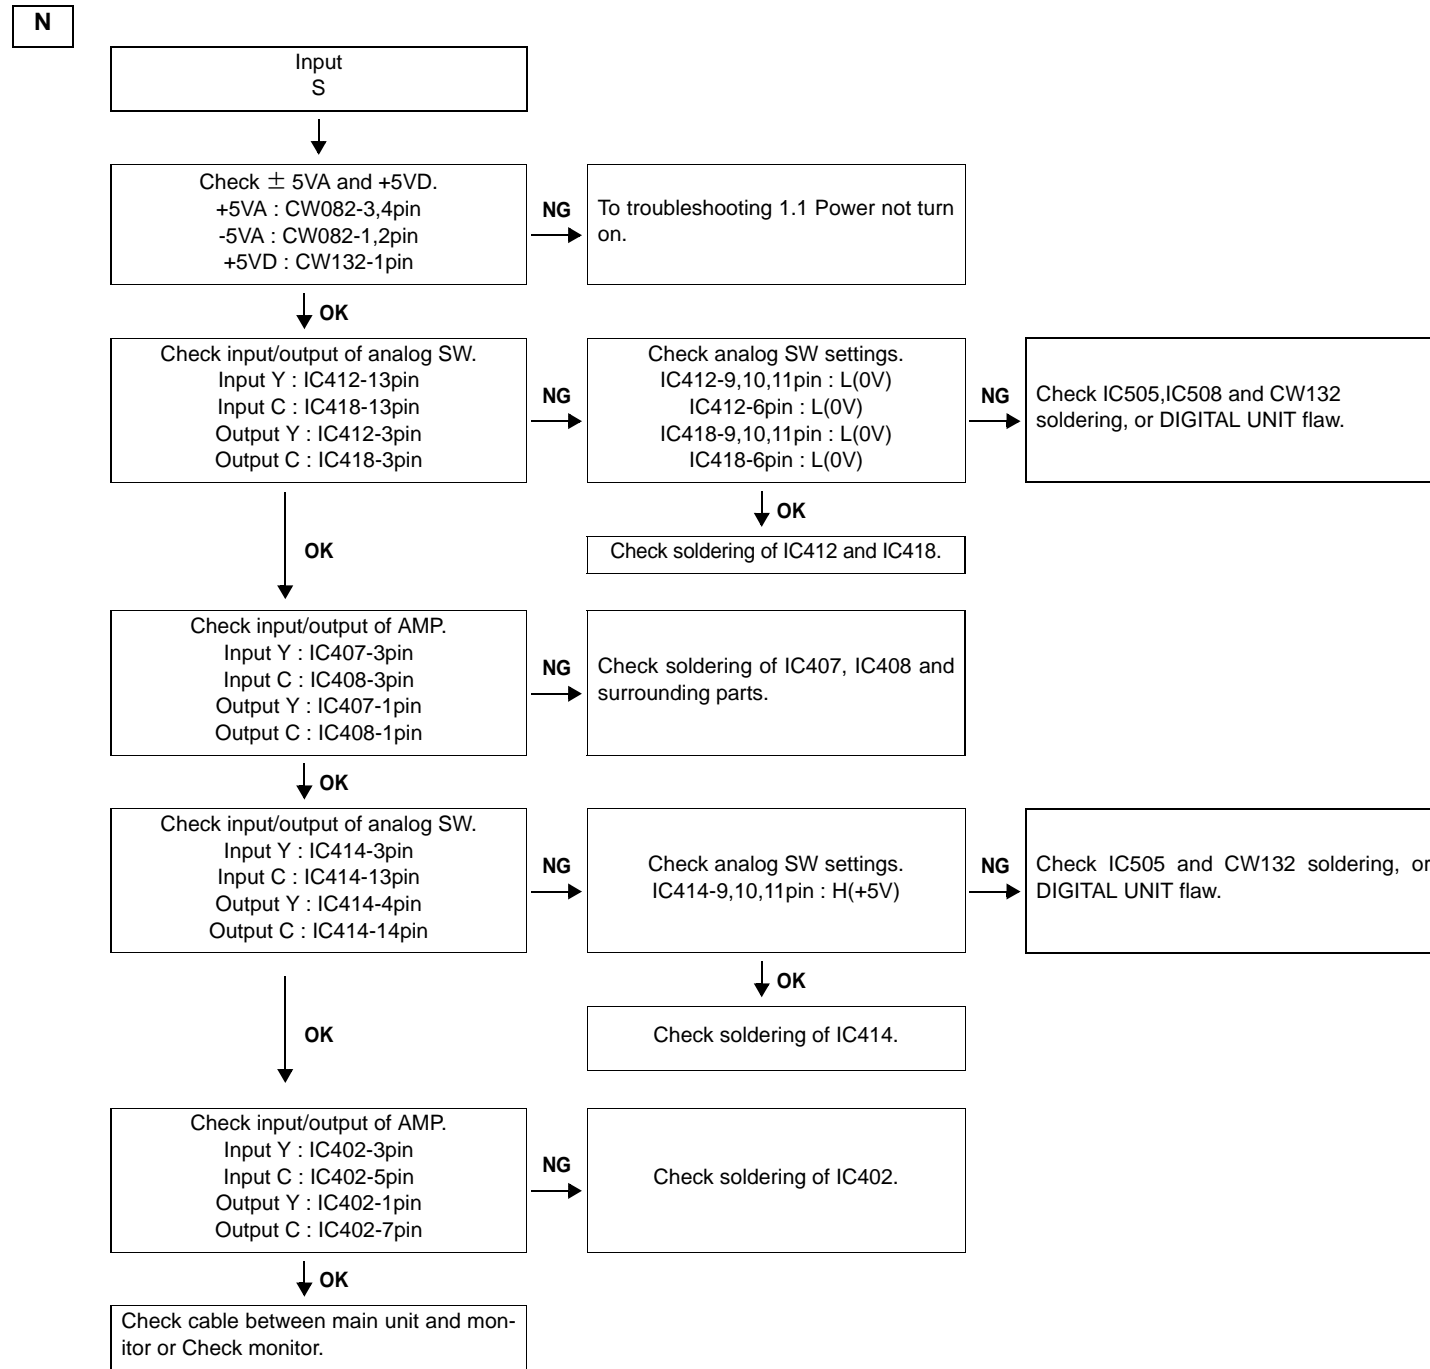 N
Input
S
Check ± 5VA and +5VD.
+5VA : CW082-3,4pin
-5VA : CW082-1,2pin
+5VD : CW132-1pin
NG
To troubleshooting 1.1 Power not turn
on.
OK
Check input/output of analog SW.
Input Y : IC412-13pin
Input C : IC418-13pin
Output Y : IC412-3pin
Output C : IC418-3pin
NG
Check analog SW settings.
IC412-9,10,11pin : L(0V)
IC412-6pin : L(0V)
IC418-9,10,11pin : L(0V)
IC418-6pin : L(0V)
NG
Check IC505,IC508 and CW132
soldering, or DIGITAL UNIT flaw.
OK
Check soldering of IC412 and IC418.
OK
Check input/output of AMP.
Input Y : IC407-3pin
Input C : IC408-3pin
Output Y : IC407-1pin
Output C : IC408-1pin
NG
Check soldering of IC407, IC408 and
surrounding parts.
OK
Check input/output of analog SW.
Input Y : IC414-3pin
Input C : IC414-13pin
Output Y : IC414-4pin
Output C : IC414-14pin
NG
Check analog SW settings.
IC414-9,10,11pin : H(+5V)
NG
Check IC505 and CW132 soldering, or
DIGITAL UNIT flaw.
OK
Check soldering of IC414.
OK
Check input/output of AMP.
Input Y : IC402-3pin
Input C : IC402-5pin
Output Y : IC402-1pin
Output C : IC402-7pin
NG
Check soldering of IC402.
OK
Check cable between main unit and mon-
itor or Check monitor.